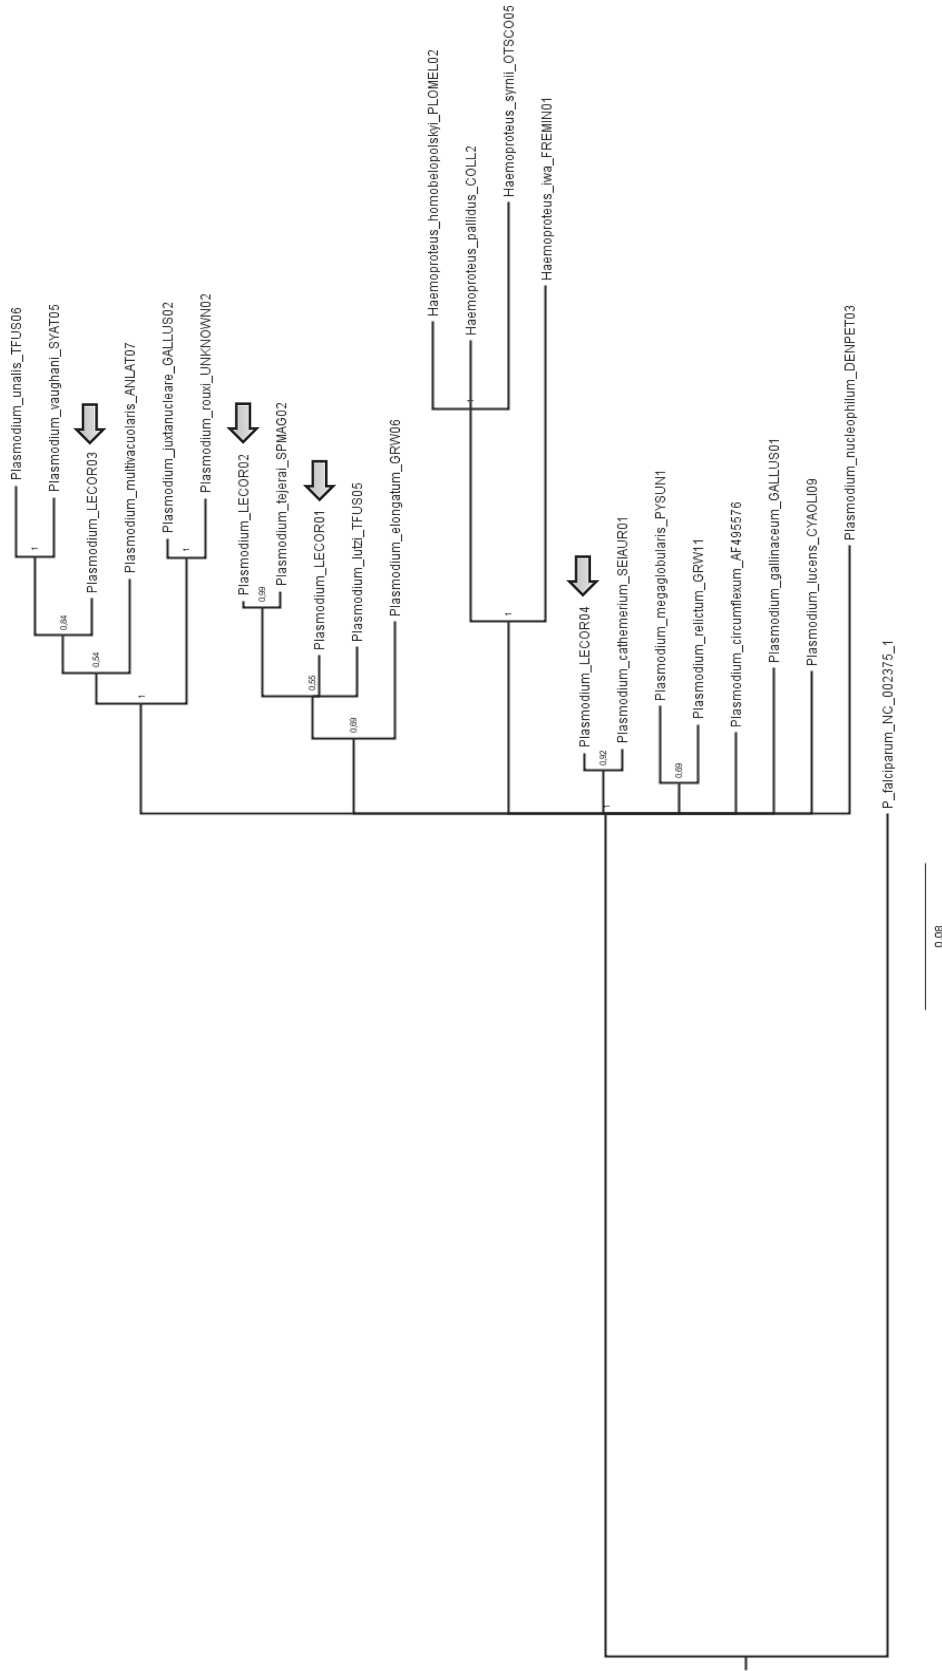 Plasmodium_unalis_TFUS06
Plasmodium_vaughani_SYAT05
Plasmodium_LECOR03
Plasmodium_multivacuolaris_ANLAT07
Plasmodium_juxtanucleare_GALLUS02
Plasmodium_rouxi_UNKNOWN02
Plasmodium_LECOR02
Plasmodium_tejerai_SPMAG02
Plasmodium_LECOR01
Plasmodium_lutzi_TFUS05
Plasmodium_elongatum_GRW06
Haemoproteus_homobelopolskyi_PLOMEL02
Haemoproteus_pallidus_COLL2
Haemoproteus_syrnii_OTSCO05
Haemoproteus_iwa_FREMIN01
Plasmodium_LECOR04
Plasmodium_cathemerium_SEIAUR01
Plasmodium_megaglobularis_PYSUN1
Plasmodium_relictum_GRW11
Plasmodium_circumflexum_AF495576
Plasmodium_gallinaceum_GALLUS01
Plasmodium_lucens_CYAOLI09
Plasmodium_nucleophilum_DENPET03
P_falciparum_NC_002375_1
1
0,84
0,54
1
1
0,99
0,55
0,69
1
1
0,92
1
0,69
0.08